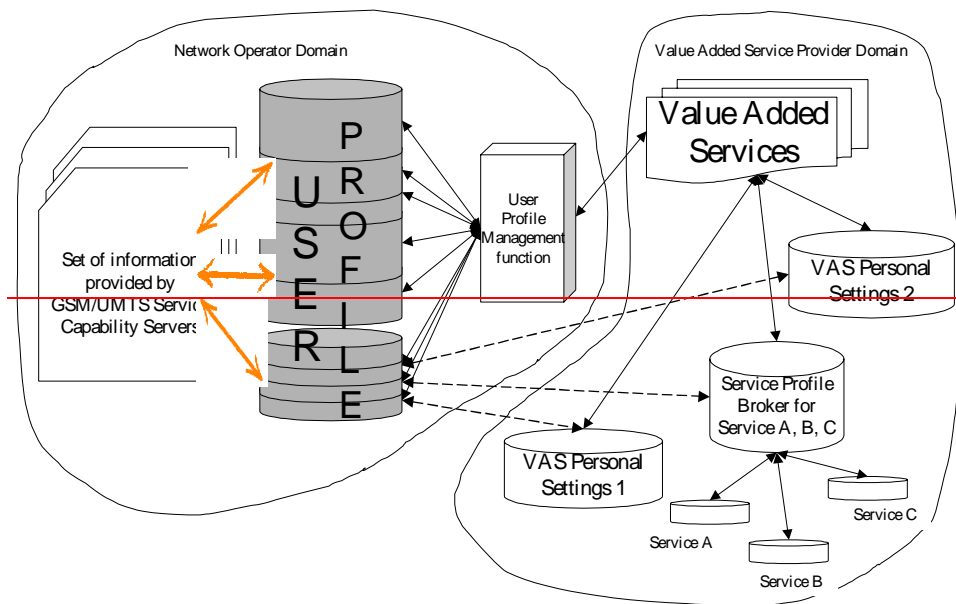 Network Operator Domain
Value Added Service Provider Domain
Value Added
Services
USER
PROFILE
User
Profile
Management
function
Set of information
provided by
GSM/UMTS Service
Capability Servers
VAS Personal
Settings 2
Service Profile
Broker for
Service A, B, C
VAS Personal
Settings 1
Service A
Service B
Service C